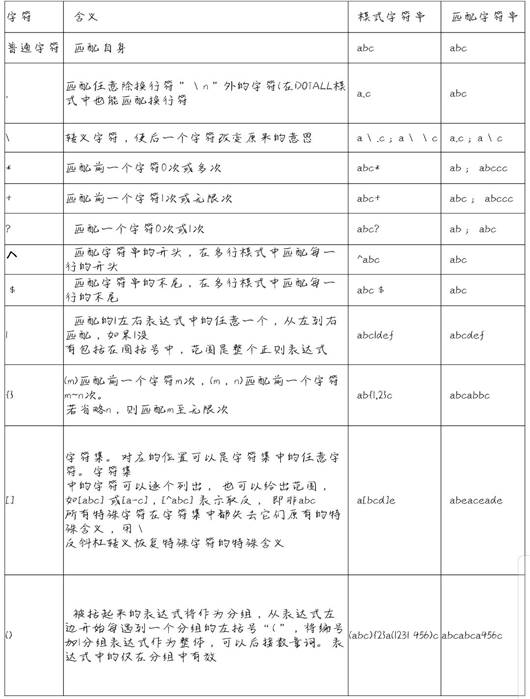 字符 含义 模式字符串 匹配字符串
普通字符 匹配自身 abc abc
. 匹配任意除换行符"\n"外的字符(在DOTALL模 a.c abc
式中也能匹配换行符
\ 转义字符，使后一个字符改变原来的意思 a\.c；a\\c a.c；a\c
* 匹配前一个字符0次或多次 abc* ab；abccc
+ 匹配前一个字符1次或无限次 abc+ abc；abccc
? 匹配一个字符0次或1次 abc? ab；abc
^ 匹配字符串的开头，在多行模式中匹配每一 ^abc abc
行的开头
$ 匹配字符串的末尾，在多行模式中匹配每一 abc$ abc
行的末尾
| 匹配的|左右表达式中的任意一个，从左到右 abc|def abcdef
匹配，如果|没
有包括在圆括号中，范围是整个正则表达式
{} {m}匹配前一个字符m次，{m，n}匹配前一个字符 ab{1,2}c abcabbc
m~n次。
若省略n，则匹配m至无限次
[] 字符集。对应的位置可以是字符集中的任意字 a[bcd]e abeaceade
符。字符集
中的字符可以逐个列出，也可以给出范围，
如[abc]或[a-c]，[^abc]表示取反，即非abc
所有特殊字符在字符集中都失去它们原有的特
殊含义，用\
反斜杠转义恢复特殊字符的特殊含义
() 被括起来的表达式将作为分组，从表达式左 (abc){2}a(123|456)c abcabca456c
边开始每遇到一个分组的左括号“(”，将编号
加1分组表达式作为整体，可以后接数量词。表
达式中的仅在分组中有效